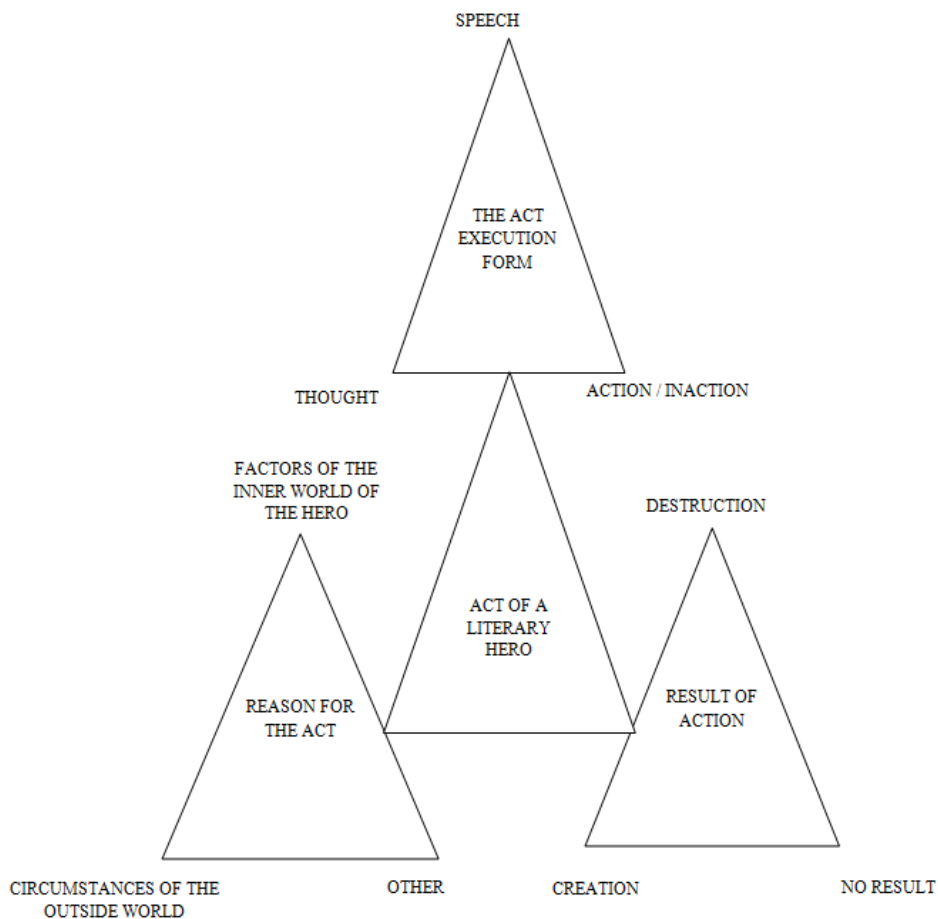 SPEECH
THE ACT
EXECUTION
FORM
THOUGHT
ACTION / INACTION
FACTORS OF THE
INNER WORLD OF
THE HERO
DESTRUCTION
ACT OF A
LITERARY
HERO
REASON FOR
THE ACT
RESULT OF
ACTION
CIRCUMSTANCES OF THE
OUTSIDE WORLD
OTHER
CREATION
NO RESULT